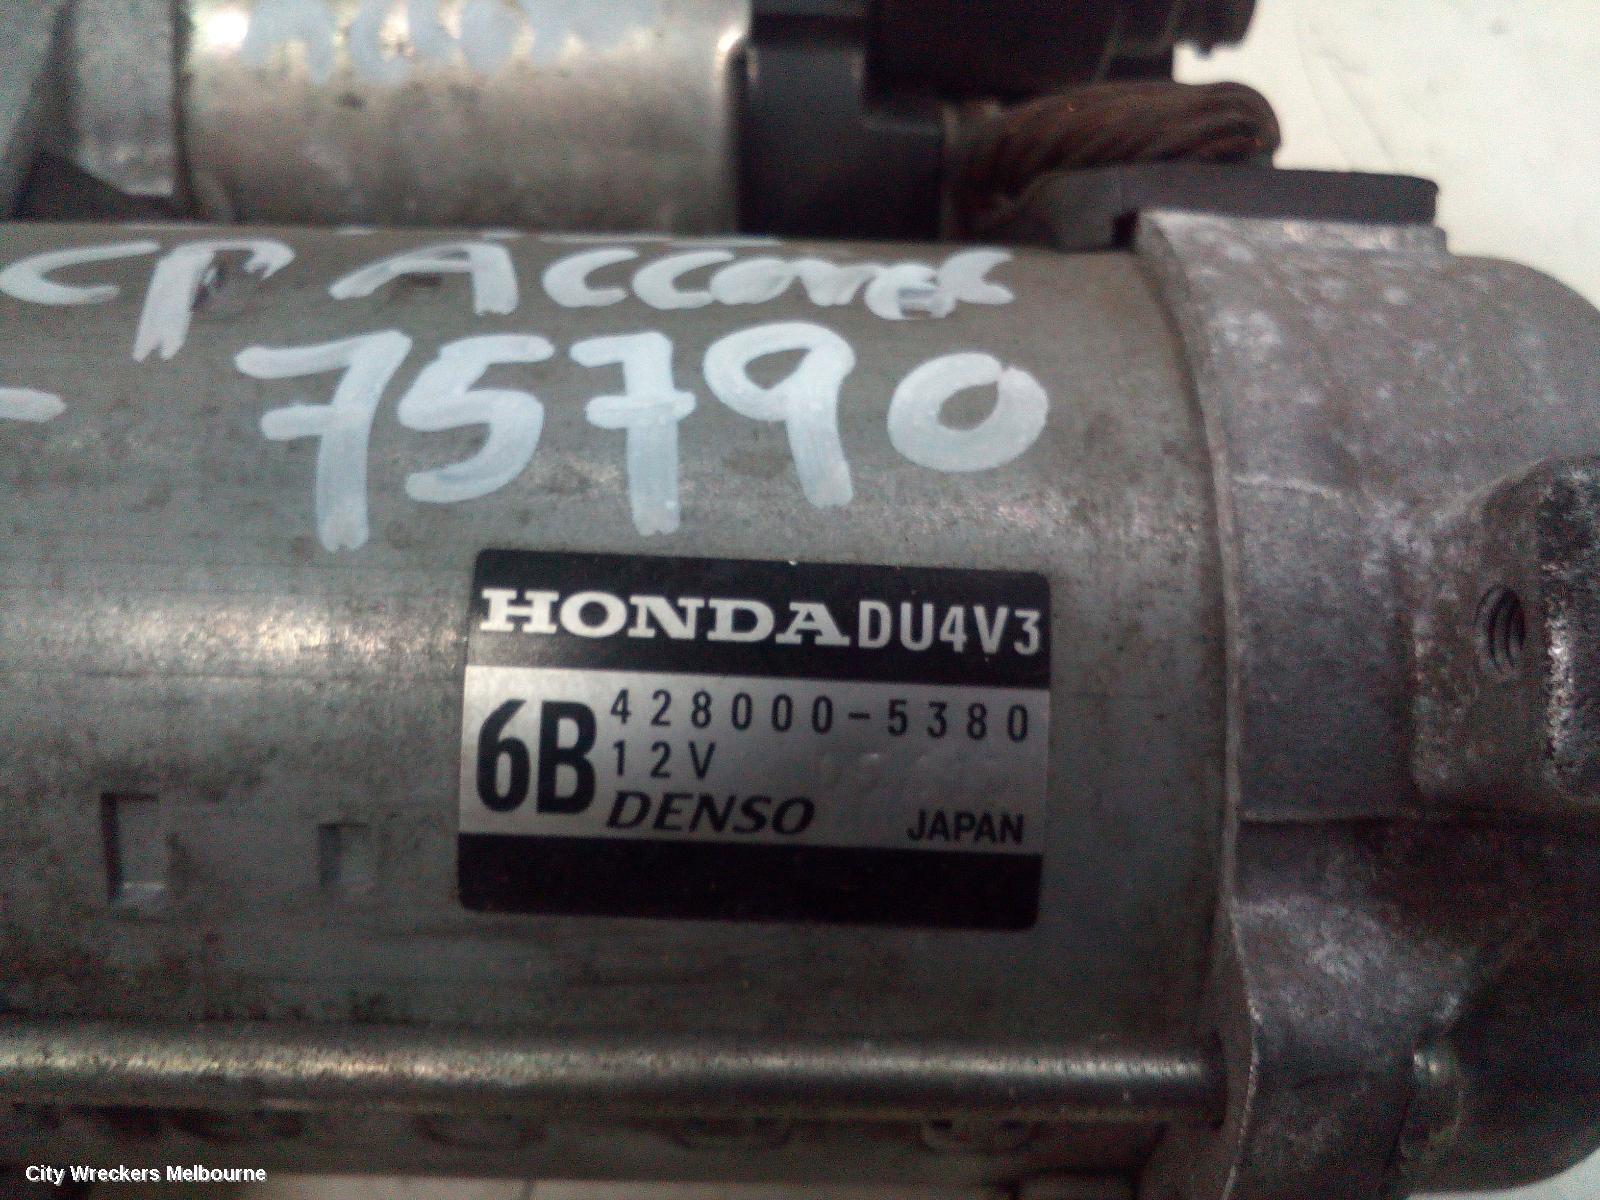 CP Accord
75790
HONDA DU4V3
6B 428000-5380
12V
DENSO JAPAN
City Wreckers Melbourne